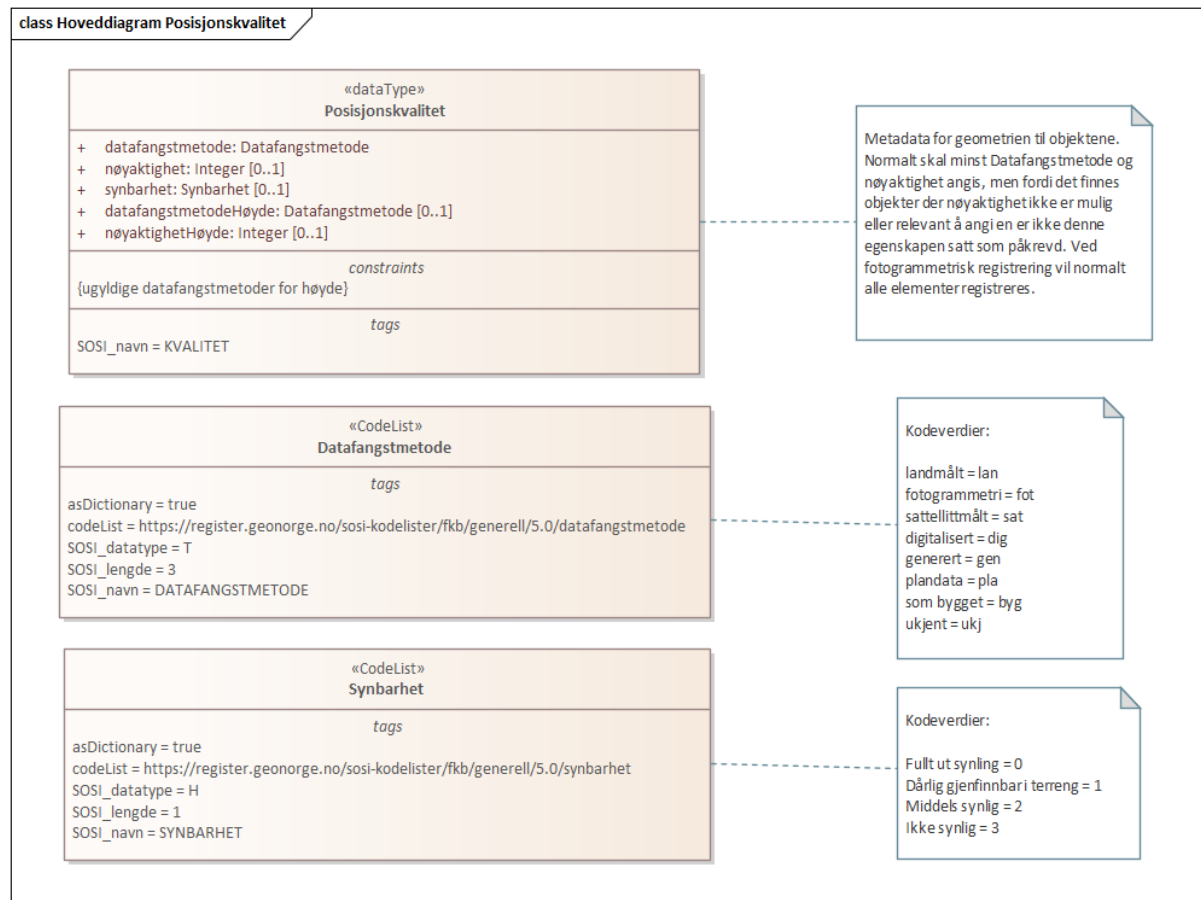 class Hoveddiagram Posisjonskvalitet
«dataType»
Posisjonskvalitet
+ datafangstmetode: Datafangstmetode
+ nøyaktighet: Integer [0..1]
+ synbarhet: Synbarhet [0..1]
+ datafangstmetodeHøyde: Datafangstmetode [0..1]
+ nøyaktighetHøyde: Integer [0..1]
constraints
{ugyldige datafangstmetoder for høyde}
tags
SOSI_navn = KVALITET
Metadata for geometrien til objektene.
Normalt skal minst Datafangstmetode og
nøyaktighet angis, men fordi det finnes
objekter der nøyaktighet ikke er mulig
eller relevant å angi en er ikke denne
egenskapen satt som påkrevd. Ved
fotogrammetrisk registrering vil normalt
alle elementer registreres.
«CodeList»
Datafangstmetode
tags
asDictionary = true
codeList = https://register.geonorge.no/sosi-kodelister/fkb/generell/5.0/datafangstmetode
SOSI_datatype = T
SOSI_lengde = 3
SOSI_navn = DATAFANGSTMETODE
Kodeverdier:
landmålt = lan
fotogrammetri = fot
sattellittmålt = sat
digitalisert = dig
generert = gen
plandata = pla
som bygget = byg
ukjent = ukj
«CodeList»
Synbarhet
tags
asDictionary = true
codeList = https://register.geonorge.no/sosi-kodelister/fkb/generell/5.0/synbarhet
SOSI_datatype = H
SOSI_lengde = 1
SOSI_navn = SYNBARHET
Kodeverdier:
Fullt ut synling = 0
Dårlig gjenfinnbar i terreng = 1
Middels synlig = 2
Ikke synlig = 3